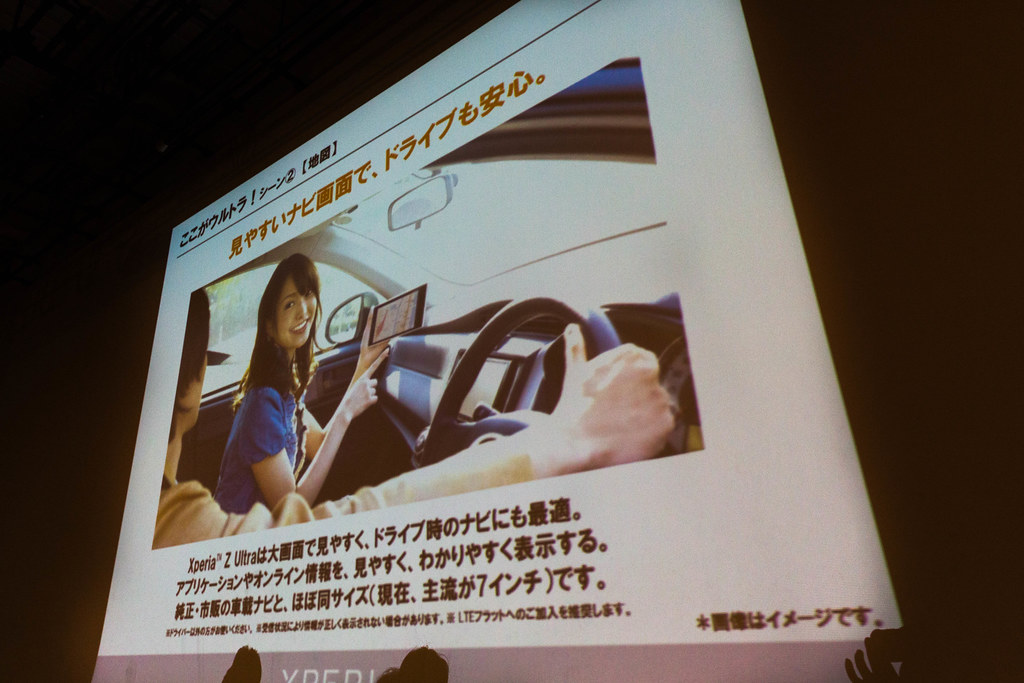 ここがウルトラ！シーン②【地図】
見やすいナビ画面で、ドライブも安心。
Xperia™ Z Ultraは大画面で見やすく、ドライブ時のナビにも最適。
アプリケーションやオンライン情報を、見やすく、わかりやすく表示する。
純正・市販の車載ナビと、ほぼ同サイズ（現在、主流が7インチ）です。
※ドライバー以外の方がお使いください。※受信状況により情報が正しく表示されない場合があります。※ LTEフラットへのご加入を推奨します。
＊画像はイメージです。
XPERI